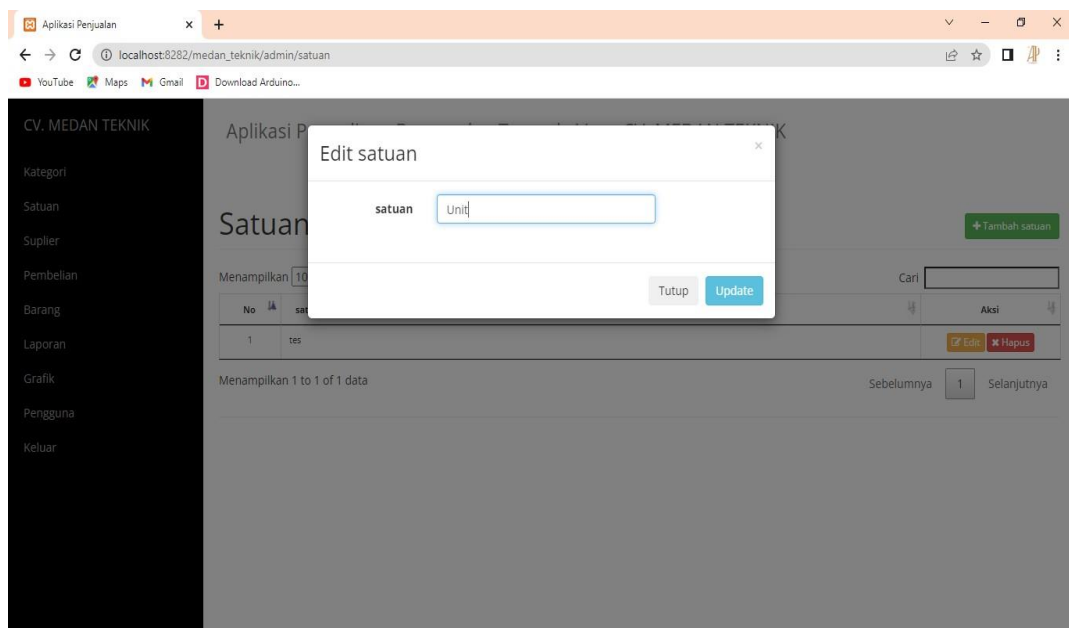 Aplikasi Penjualan
localhost:8282/medan_teknik/admin/satuan
YouTube Maps Gmail Download Arduino...
CV. MEDAN TEKNIK
Aplikasi
Edit satuan
Kategori
Satuan
satuan Unit
Satuan
+ Tambah satuan
Suplier
Pembelian
Menampilkan 10
Tutup Update
Cari
Barang
No
Aksi
Laporan
1 tes Edit Hapus
Grafik
Menampilkan 1 to 1 of 1 data
Sebelumnya 1 Selanjutnya
Pengguna
Keluar